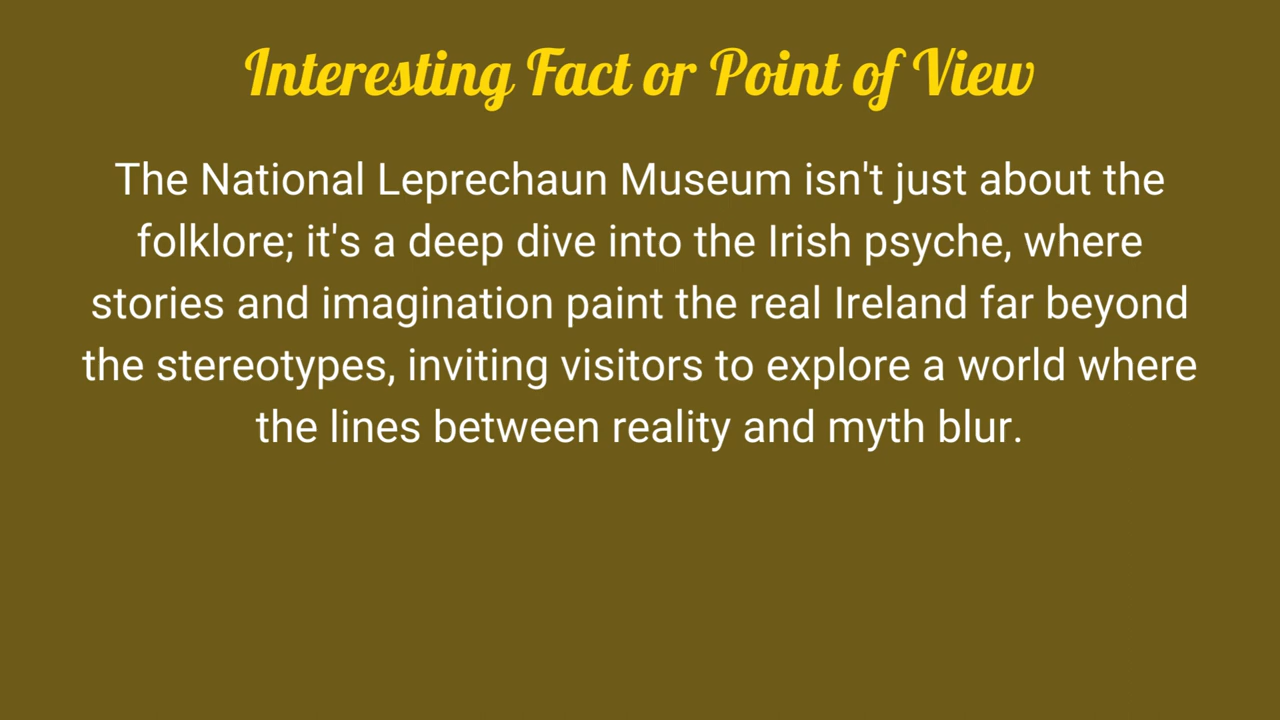 Interesting Fact or Point of View
The National Leprechaun Museum isn't just about the
folklore; it's a deep dive into the Irish psyche, where
stories and imagination paint the real Ireland far beyond
the stereotypes, inviting visitors to explore a world where
the lines between reality and myth blur.